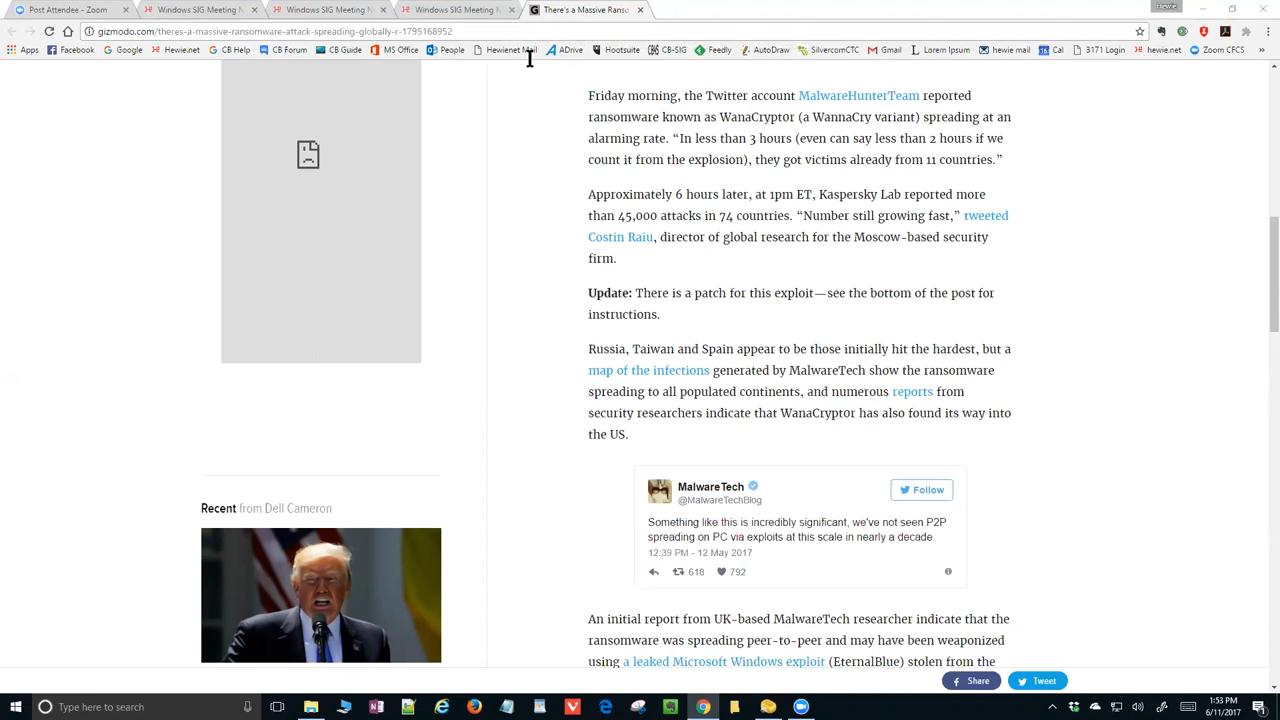 Post Attendee - Zoom
Windows SIG Meeting N
Windows SIG Meeting N
Windows SIG Meeting N
There's a Massive Ranso
Hewie
gizmodo.com/theres-a-massive-ransomware-attack-spreading-globally-r-1795168952
Apps Facebook Google Hewie.net CB Help CB Forum CB Guide MS Office People Hewienet Mail ADrive Hootsuite CB-SIG Feedly AutoDraw SilvercomCTC Gmail Lorem Ipsum hewie mail Cal 3171 Login hewie.net Zoom CFCS »
Friday morning, the Twitter account MalwareHunterTeam reported
ransomware known as WanaCrypt0r (a WannaCry variant) spreading at an
alarming rate. “In less than 3 hours (even can say less than 2 hours if we
count it from the explosion), they got victims already from 11 countries.”
Approximately 6 hours later, at 1pm ET, Kaspersky Lab reported more
than 45,000 attacks in 74 countries. “Number still growing fast,” tweeted
Costin Raiu, director of global research for the Moscow-based security
firm.
Update: There is a patch for this exploit—see the bottom of the post for
instructions.
Russia, Taiwan and Spain appear to be those initially hit the hardest, but a
map of the infections generated by MalwareTech show the ransomware
spreading to all populated continents, and numerous reports from
security researchers indicate that WanaCrypt0r has also found its way into
the US.
MalwareTech
@MalwareTechBlog
Follow
Something like this is incredibly significant, we've not seen P2P
spreading on PC via exploits at this scale in nearly a decade.
12:39 PM - 12 May 2017
618 792
Recent from Dell Cameron
An initial report from UK-based MalwareTech researcher indicate that the
ransomware was spreading peer-to-peer and may have been weaponized
using a leaked Microsoft Windows exploit (EternalBlue) stolen from the
Share
Tweet
Type here to search
1:53 PM
6/11/2017